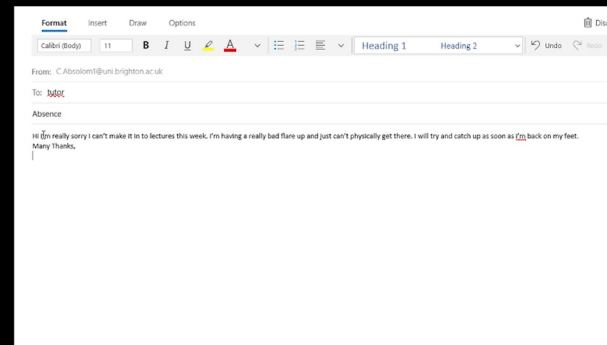 Format Insert Draw Options
Calibri (Body) 11 B I U A Heading 1 Heading 2 Undo Redo
From: C.Absolom1@uni.brighton.ac.uk
To: tutor
Absence
Hi I'm really sorry I can't make it in to lectures this week. I'm having a really bad flare up and just can't physically get there. I will try and catch up as soon as I'm back on my feet.
Many Thanks,